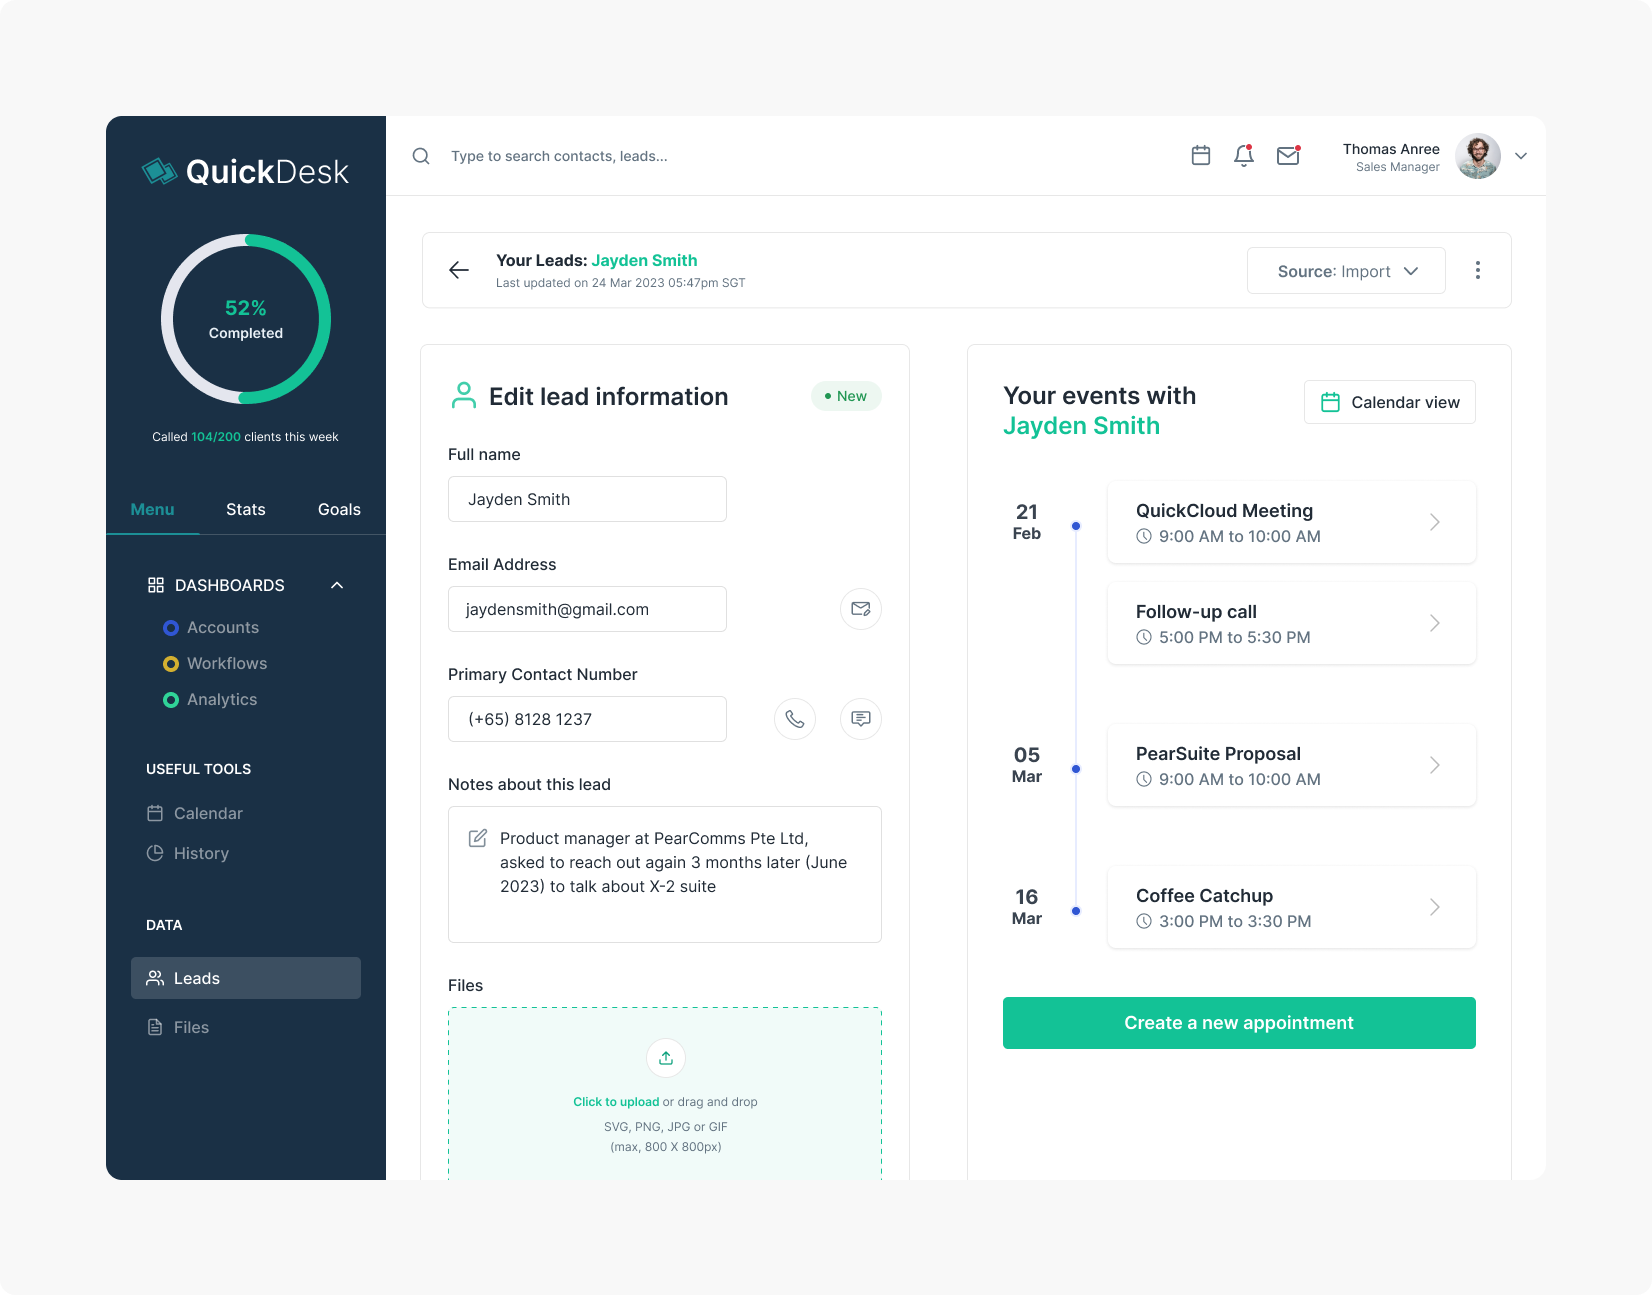 QuickDesk
52%
Completed
Called 104/200 clients this week
Menu
Stats
Goals
DASHBOARDS
Accounts
Workflows
Analytics
USEFUL TOOLS
Calendar
History
DATA
Leads
Files
Type to search contacts, leads...
Thomas Anree
Sales Manager
Your Leads: Jayden Smith
Last updated on 24 Mar 2023 05:47pm SGT
Source: Import
Edit lead information
New
Full name
Jayden Smith
Email Address
jaydensmith@gmail.com
Primary Contact Number
(+65) 8128 1237
Notes about this lead
Product manager at PearComms Pte Ltd,
asked to reach out again 3 months later (June
2023) to talk about X-2 suite
Files
Click to upload or drag and drop
SVG, PNG, JPG or GIF
(max, 800 X 800px)
Your events with
Jayden Smith
Calendar view
21
Feb
QuickCloud Meeting
9:00 AM to 10:00 AM
Follow-up call
5:00 PM to 5:30 PM
05
Mar
PearSuite Proposal
9:00 AM to 10:00 AM
16
Mar
Coffee Catchup
3:00 PM to 3:30 PM
Create a new appointment